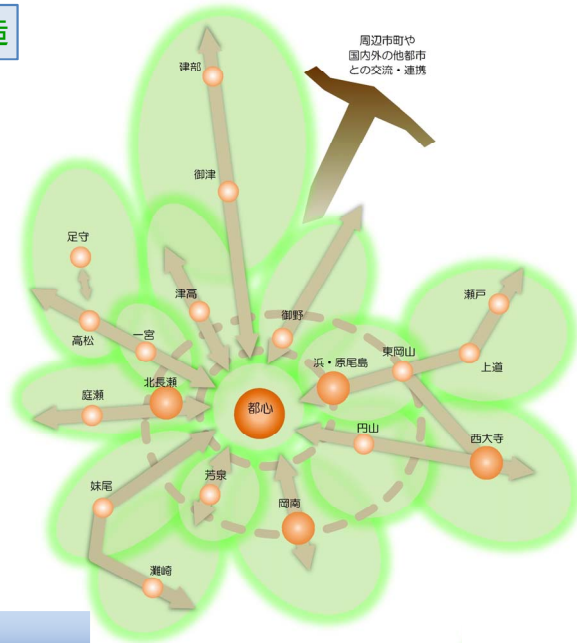 造
周辺市町や
国内外の他都市
との交流・連携
建部
御津
足守
津高
瀬戸
御野
高松
一宮
浜・原尾島
東岡山
上道
北長瀬
庭瀬
都心
円山
西大寺
芳泉
妹尾
岡南
灘崎